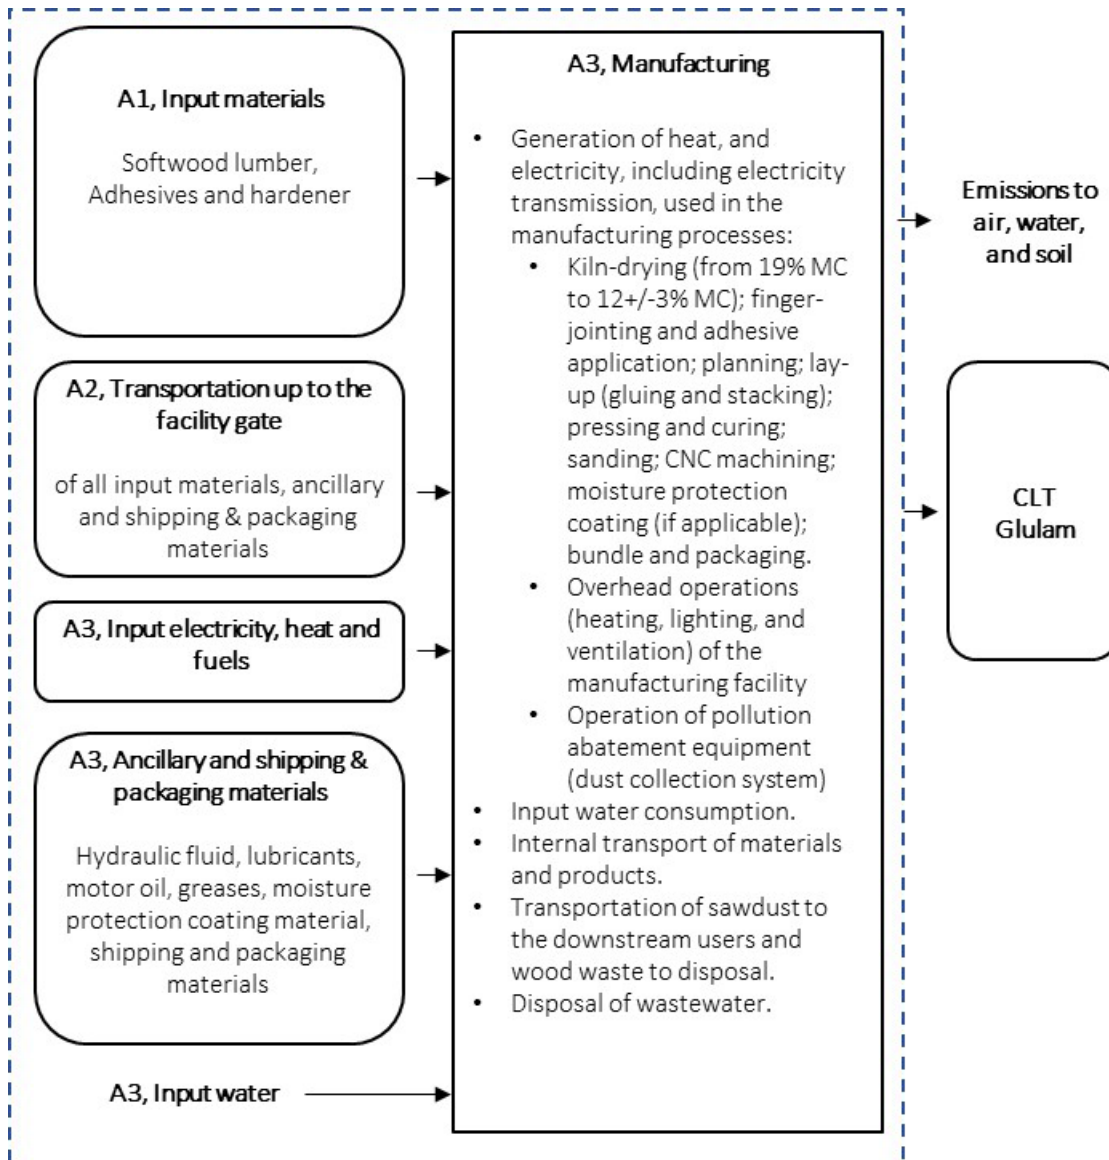 A1, Input materials
Softwood lumber,
Adhesives and hardener
A2, Transportation up to the
facility gate
of all input materials, ancillary
and shipping & packaging
materials
A3, Input electricity, heat and
fuels
A3, Ancillary and shipping &
packaging materials
Hydraulic fluid, lubricants,
motor oil, greases, moisture
protection coating material,
shipping and packaging
materials
A3, Input water
A3, Manufacturing
• Generation of heat, and
electricity, including electricity
transmission, used in the
manufacturing processes:
• Kiln-drying (from 19% MC
to 12+/-3% MC); finger-
jointing and adhesive
application; planning; lay-
up (gluing and stacking);
pressing and curing;
sanding; CNC machining;
moisture protection
coating (if applicable);
bundle and packaging.
• Overhead operations
(heating, lighting, and
ventilation) of the
manufacturing facility
• Operation of pollution
abatement equipment
(dust collection system)
• Input water consumption.
• Internal transport of materials
and products.
• Transportation of sawdust to
the downstream users and
wood waste to disposal.
• Disposal of wastewater.
Emissions to
air, water,
and soil
CLT
Glulam